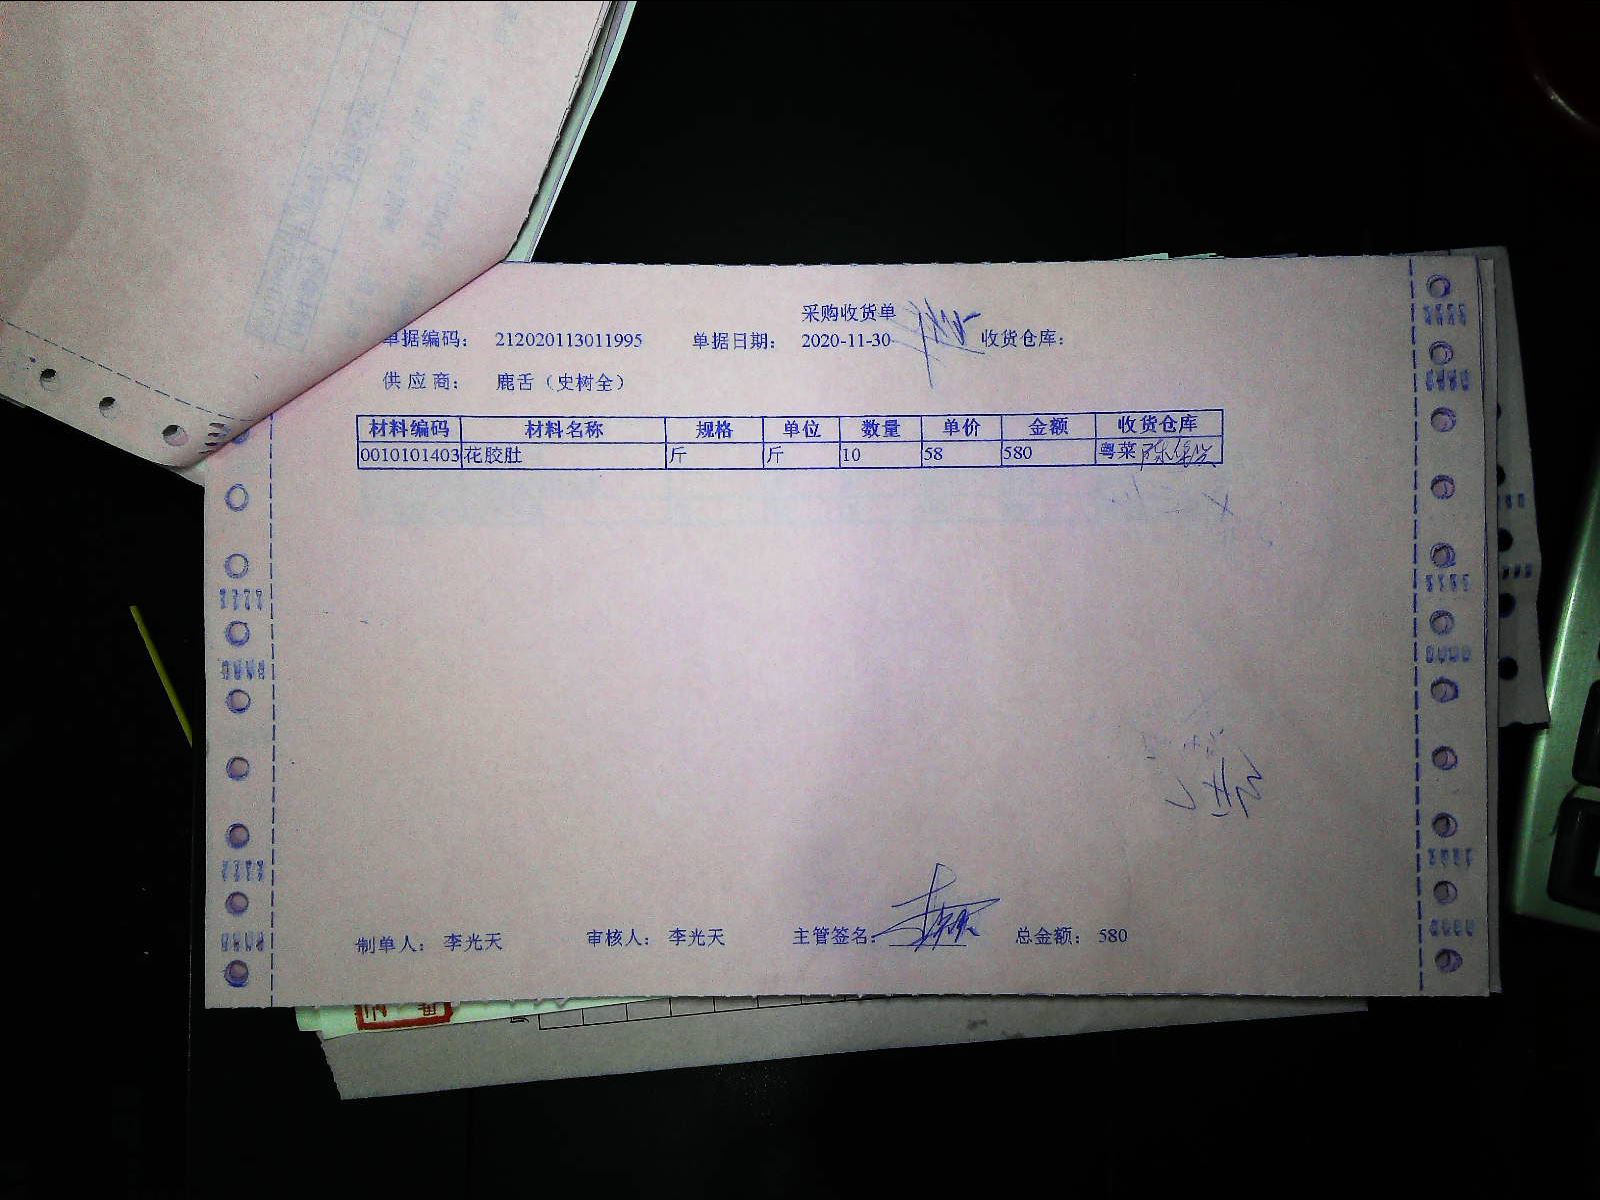 采购收货单
单据编码： 212020113011995 单据日期： 2020-11-30 收货仓库：
供应商： 鹿舌（史树全）
材料编码 材料名称 规格 单位 数量 单价 金额 收货仓库
0010101403 花胶肚 斤 斤 10 58 580 粤菜
制单人： 李光天 审核人： 李光天 主管签名： 总金额： 580